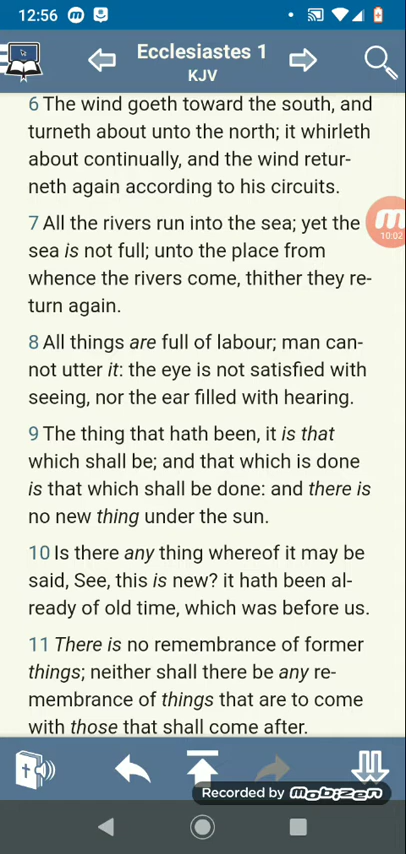 12:56
Ecclesiastes 1
KJV
6 The wind goeth toward the south, and
turneth about unto the north; it whirleth
about continually, and the wind retur-
neth again according to his circuits.
7 All the rivers run into the sea; yet the
sea is not full; unto the place from
whence the rivers come, thither they re-
turn again.
10:02
8 All things are full of labour; man can-
not utter it: the eye is not satisfied with
seeing, nor the ear filled with hearing.
9 The thing that hath been, it is that
which shall be; and that which is done
is that which shall be done: and there is
no new thing under the sun.
10 Is there any thing whereof it may be
said, See, this is new? it hath been al-
ready of old time, which was before us.
11 There is no remembrance of former
things; neither shall there be any re-
membrance of things that are to come
with those that shall come after.
Recorded by mobizen